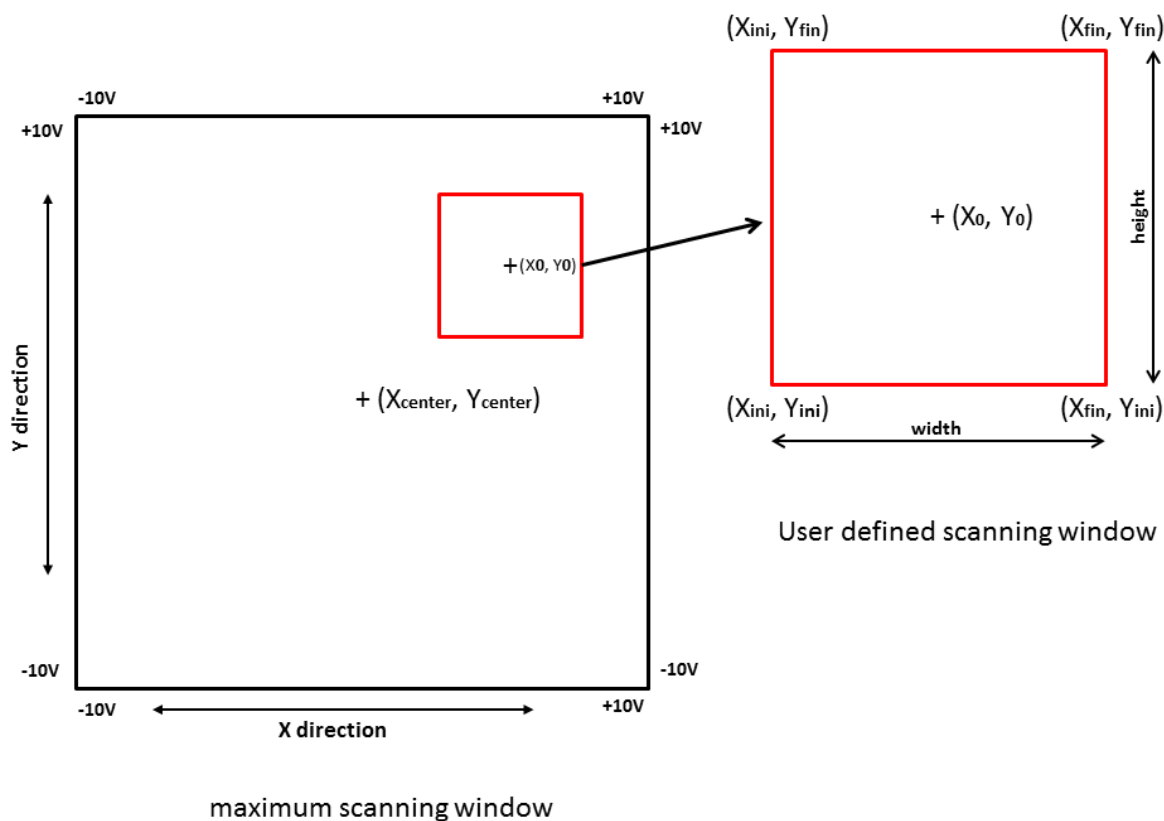 (Xini, Yfin)
(Xfin, Yfin)
-10V
+10V
+10V
+10V
height
+ (X0, Y0)
+(X0, Y0)
Y direction
+ (Xcenter, Ycenter)
(Xini, Yini)
(Xfin, Yini)
width
User defined scanning window
-10V
-10V
-10V
+10V
X direction
maximum scanning window